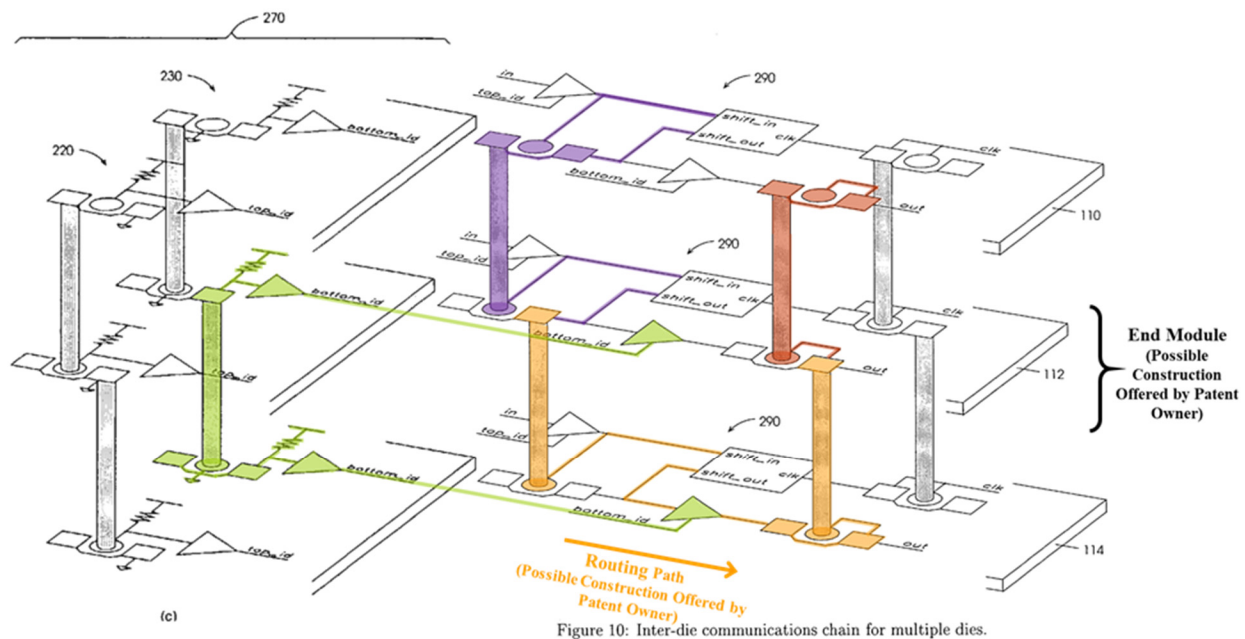 270
230
290
in
top_id
shift_in
shift_out
clk
clk
bottom_id
220
bottom_id
out
top_id
110
in
top_id
290
shift_in
shift_out
clk
clk
bottom_id
bottom_id
out
top_id
112
End Module
(Possible
Construction
Offered by Patent
Owner)
in
top_id
290
shift_in
shift_out
clk
clk
bottom_id
bottom_id
out
top_id
114
Routing Path
(Possible Construction Offered by
Patent Owner)
(c)
Figure 10: Inter-die communications chain for multiple dies.